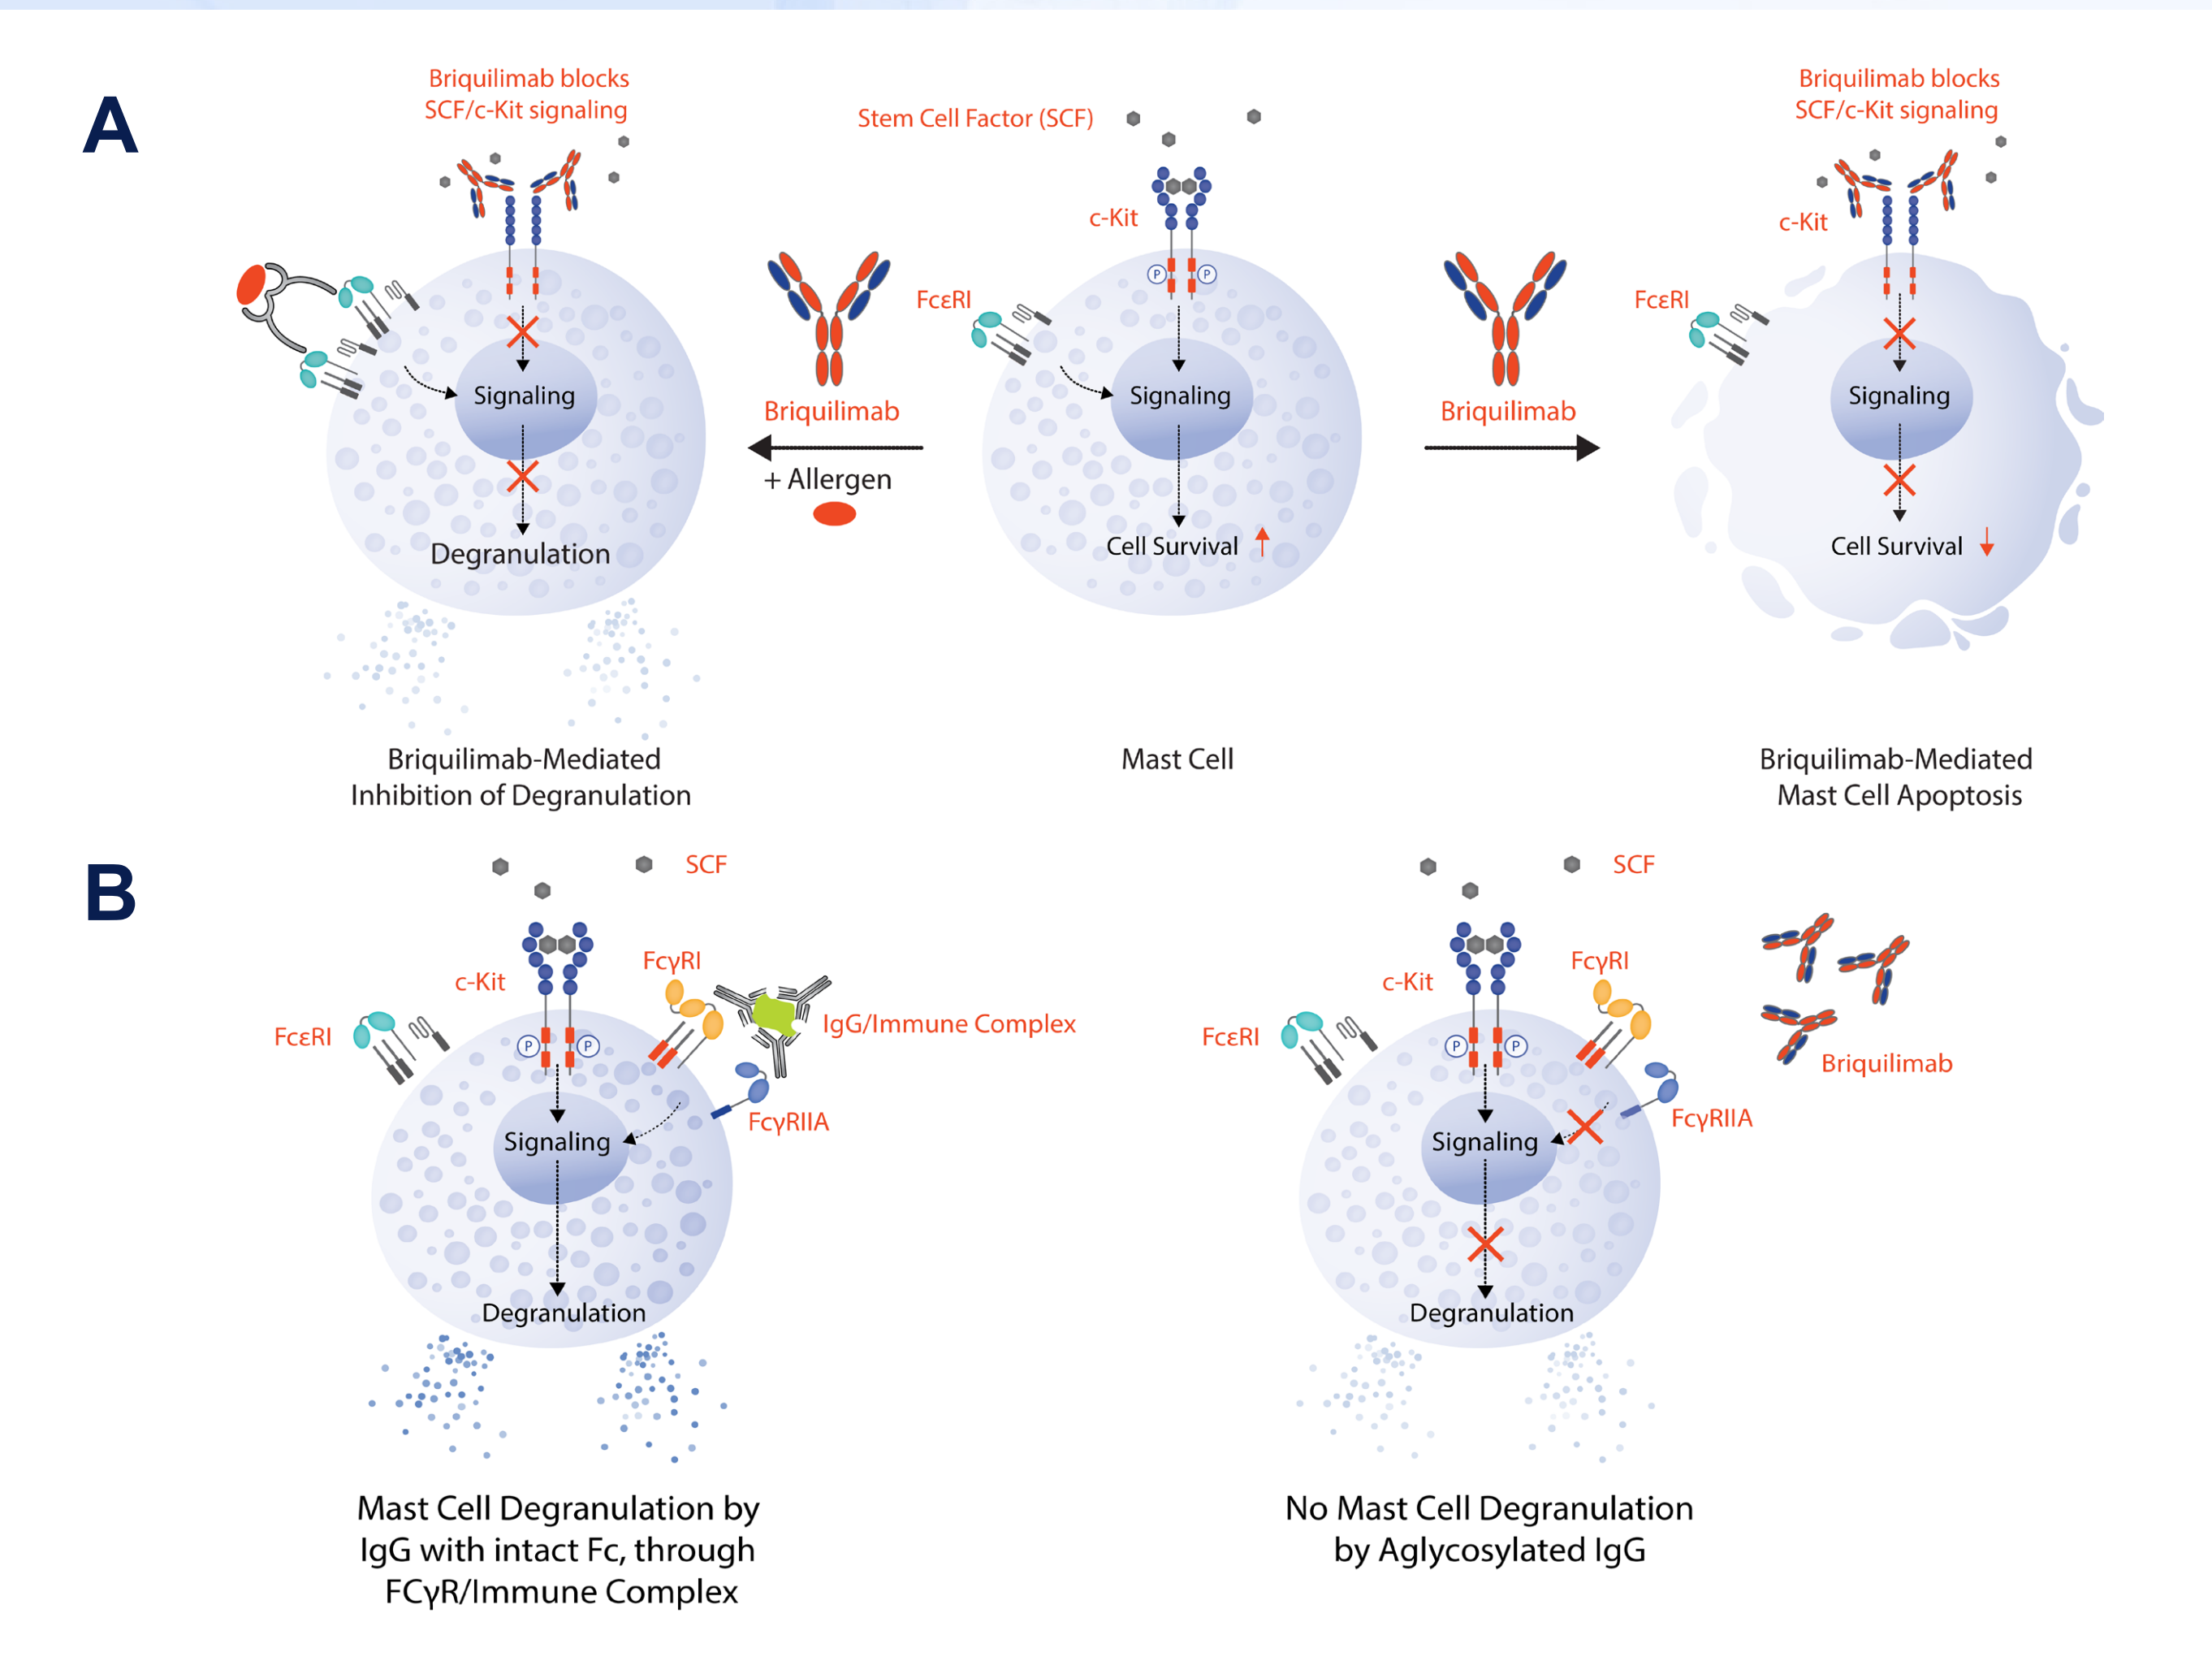 A
Briquilimab blocks
SCF/c-Kit signaling
Signaling
Degranulation
Briquilimab-Mediated
Inhibition of Degranulation
Briquilimab
+ Allergen
Stem Cell Factor (SCF)
c-Kit
P
P
FcεRI
Signaling
Cell Survival
Mast Cell
Briquilimab
Briquilimab blocks
SCF/c-Kit signaling
c-Kit
FcεRI
Signaling
Cell Survival
Briquilimab-Mediated
Mast Cell Apoptosis
B
SCF
c-Kit
FcγRI
FcεRI
IgG/Immune Complex
P
P
FcγRIIA
Signaling
Degranulation
Mast Cell Degranulation by
IgG with intact Fc, through
FCγR/Immune Complex
SCF
c-Kit
FcγRI
FcεRI
P
P
Briquilimab
FcγRIIA
Signaling
Degranulation
No Mast Cell Degranulation
by Aglycosylated IgG